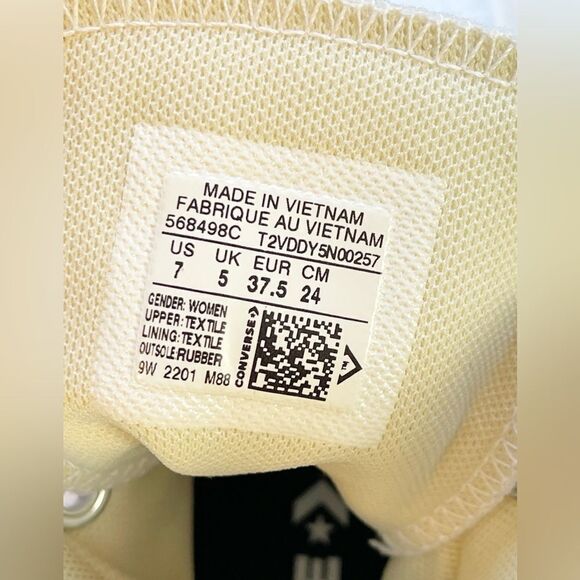 MADE IN VIETNAM
FABRIQUE AU VIETNAM
568498C T2VDDY5N00257
US UK EUR CM
7 5 37.5 24
GENDER: WOMEN
UPPER: TEXTILE
LINING: TEXTILE
OUTSOLE:RUBBER
9W 2201 M88
CONVERSE